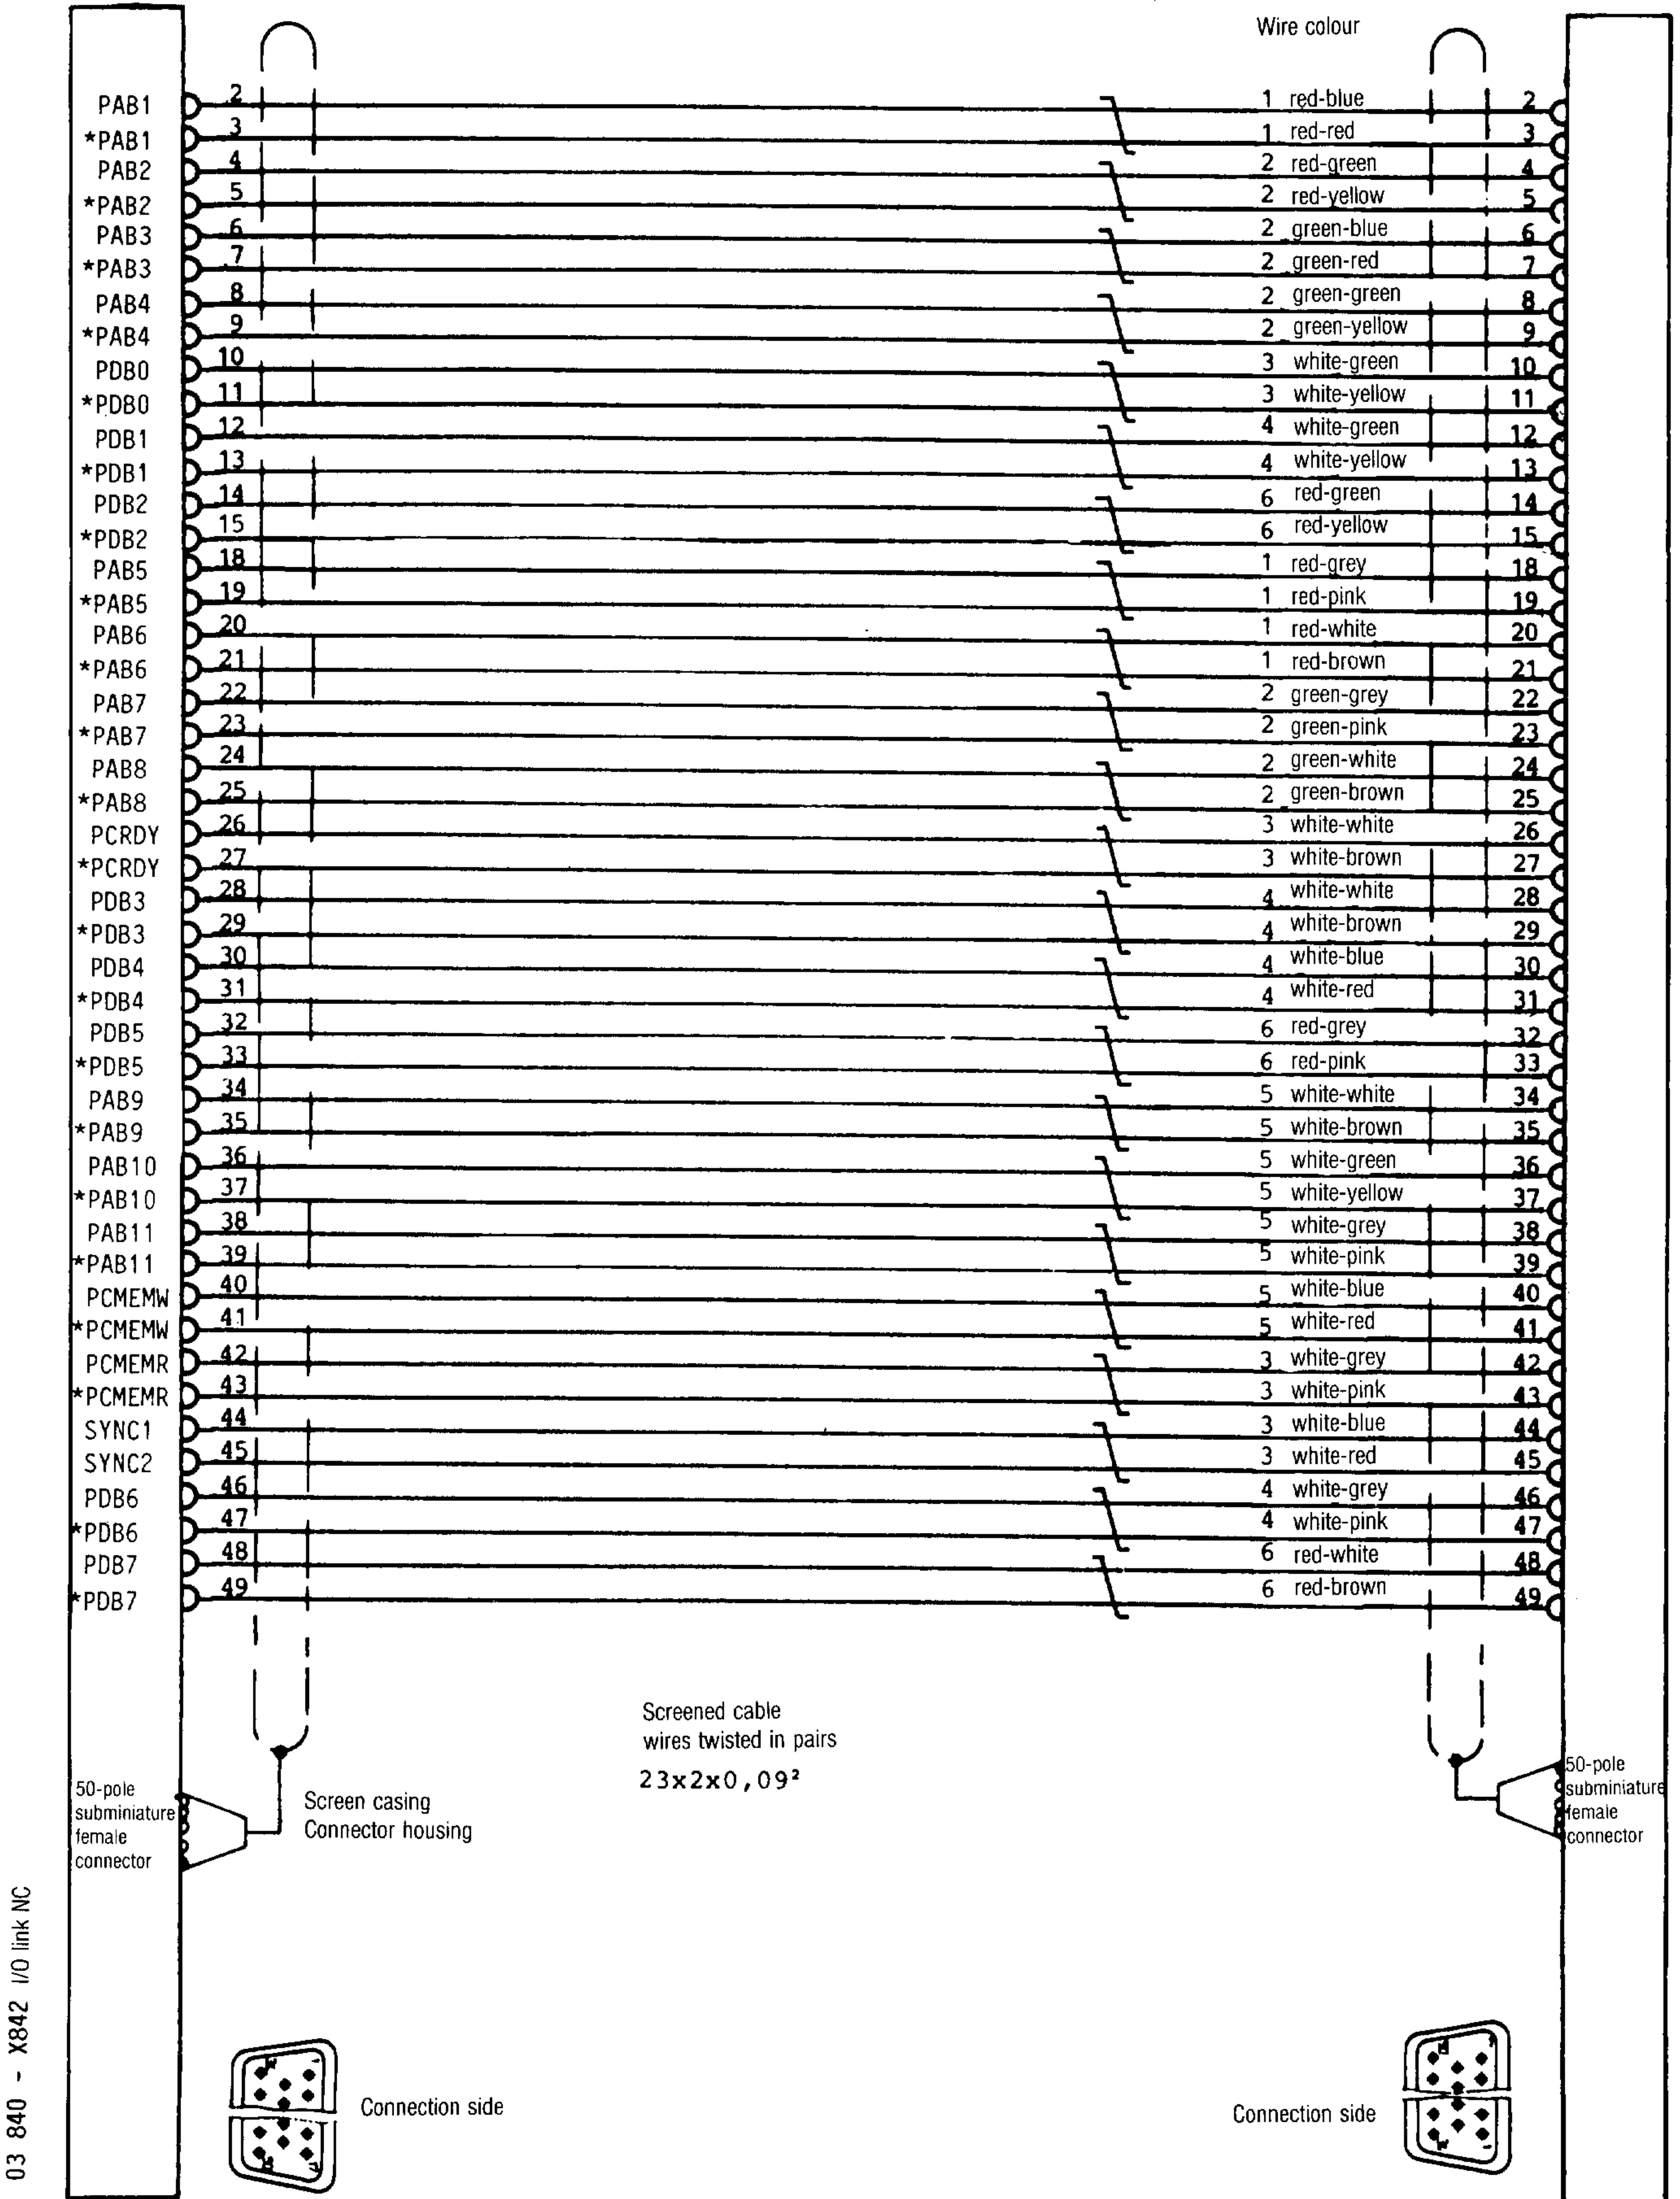 Wire colour
PAB1 2 1 red-blue 2
*PAB1 3 1 red-red 3
PAB2 4 2 red-green 4
*PAB2 5 2 red-yellow 5
PAB3 6 2 green-blue 6
*PAB3 7 2 green-red 7
PAB4 8 2 green-green 8
*PAB4 9 2 green-yellow 9
PDB0 10 3 white-green 10
*PDB0 11 3 white-yellow 11
PDB1 12 4 white-green 12
*PDB1 13 4 white-yellow 13
PDB2 14 6 red-green 14
*PDB2 15 6 red-yellow 15
PAB5 18 1 red-grey 18
*PAB5 19 1 red-pink 19
PAB6 20 1 red-white 20
*PAB6 21 1 red-brown 21
PAB7 22 2 green-grey 22
*PAB7 23 2 green-pink 23
PAB8 24 2 green-white 24
*PAB8 25 2 green-brown 25
PCRDY 26 3 white-white 26
*PCRDY 27 3 white-brown 27
PDB3 28 4 white-white 28
*PDB3 29 4 white-brown 29
PDB4 30 4 white-blue 30
*PDB4 31 4 white-red 31
PDB5 32 6 red-grey 32
*PDB5 33 6 red-pink 33
PAB9 34 5 white-white 34
*PAB9 35 5 white-brown 35
PAB10 36 5 white-green 36
*PAB10 37 5 white-yellow 37
PAB11 38 5 white-grey 38
*PAB11 39 5 white-pink 39
PCMEMW 40 5 white-blue 40
*PCMEMW 41 5 white-red 41
PCMEMR 42 3 white-grey 42
*PCMEMR 43 3 white-pink 43
SYNC1 44 3 white-blue 44
SYNC2 45 3 white-red 45
PDB6 46 4 white-grey 46
*PDB6 47 4 white-pink 47
PDB7 48 6 red-white 48
*PDB7 49 6 red-brown 49
Screened cable
wires twisted in pairs
23x2x0,09²
50-pole
subminiature
female
connector
Screen casing
Connector housing
50-pole
subminiature
female
connector
Connection side
Connection side
03 840 - X842 I/O link NC